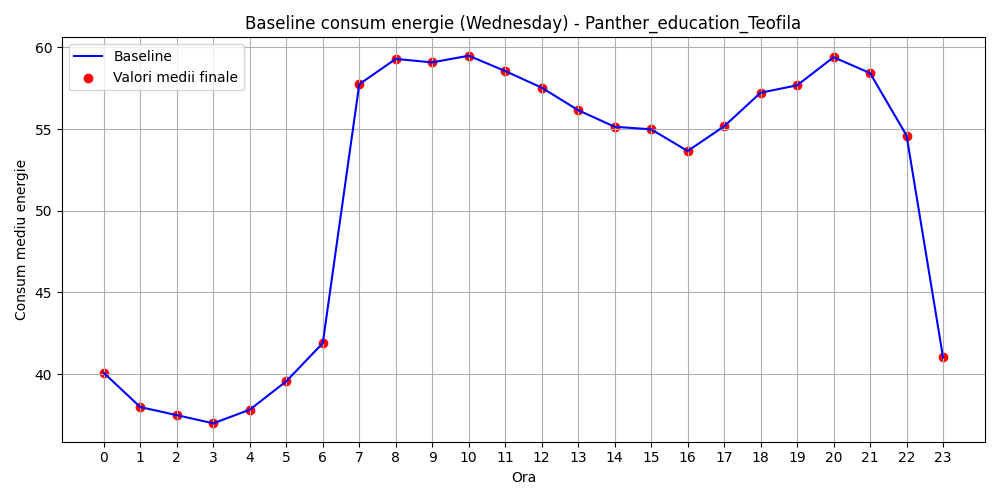 Baseline consum energie (Wednesday) - Panther_education_Teofila
Baseline
Valori medii finale
Consum mediu energie
60
55
50
45
40
0 1 2 3 4 5 6 7 8 9 10 11 12 13 14 15 16 17 18 19 20 21 22 23
Ora